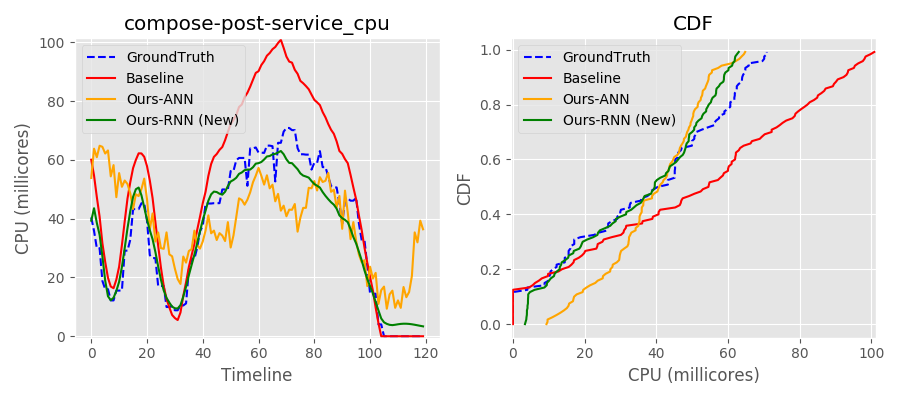 compose-post-service_cpu
CPU (millicores)
100
80
60
40
20
0
GroundTruth
Baseline
Ours-ANN
Ours-RNN (New)
0 20 40 60 80 100 120
Timeline
CDF
CDF
1.0
0.8
0.6
0.4
0.2
0.0
GroundTruth
Baseline
Ours-ANN
Ours-RNN (New)
0 20 40 60 80 100
CPU (millicores)